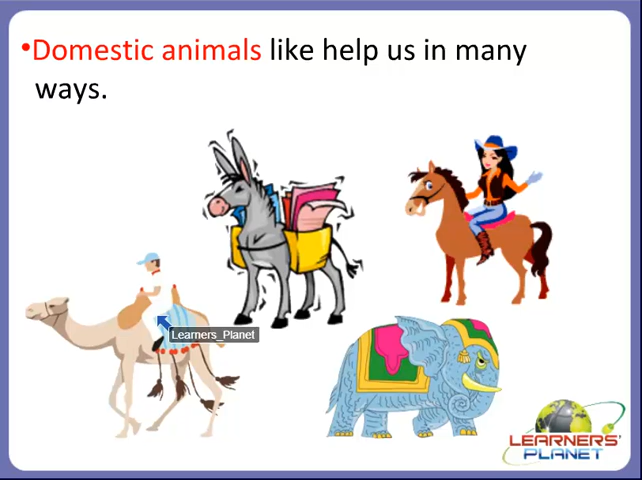 •Domestic animals like help us in many
ways.
Learners_Planet
LEARNERS'
PLANET